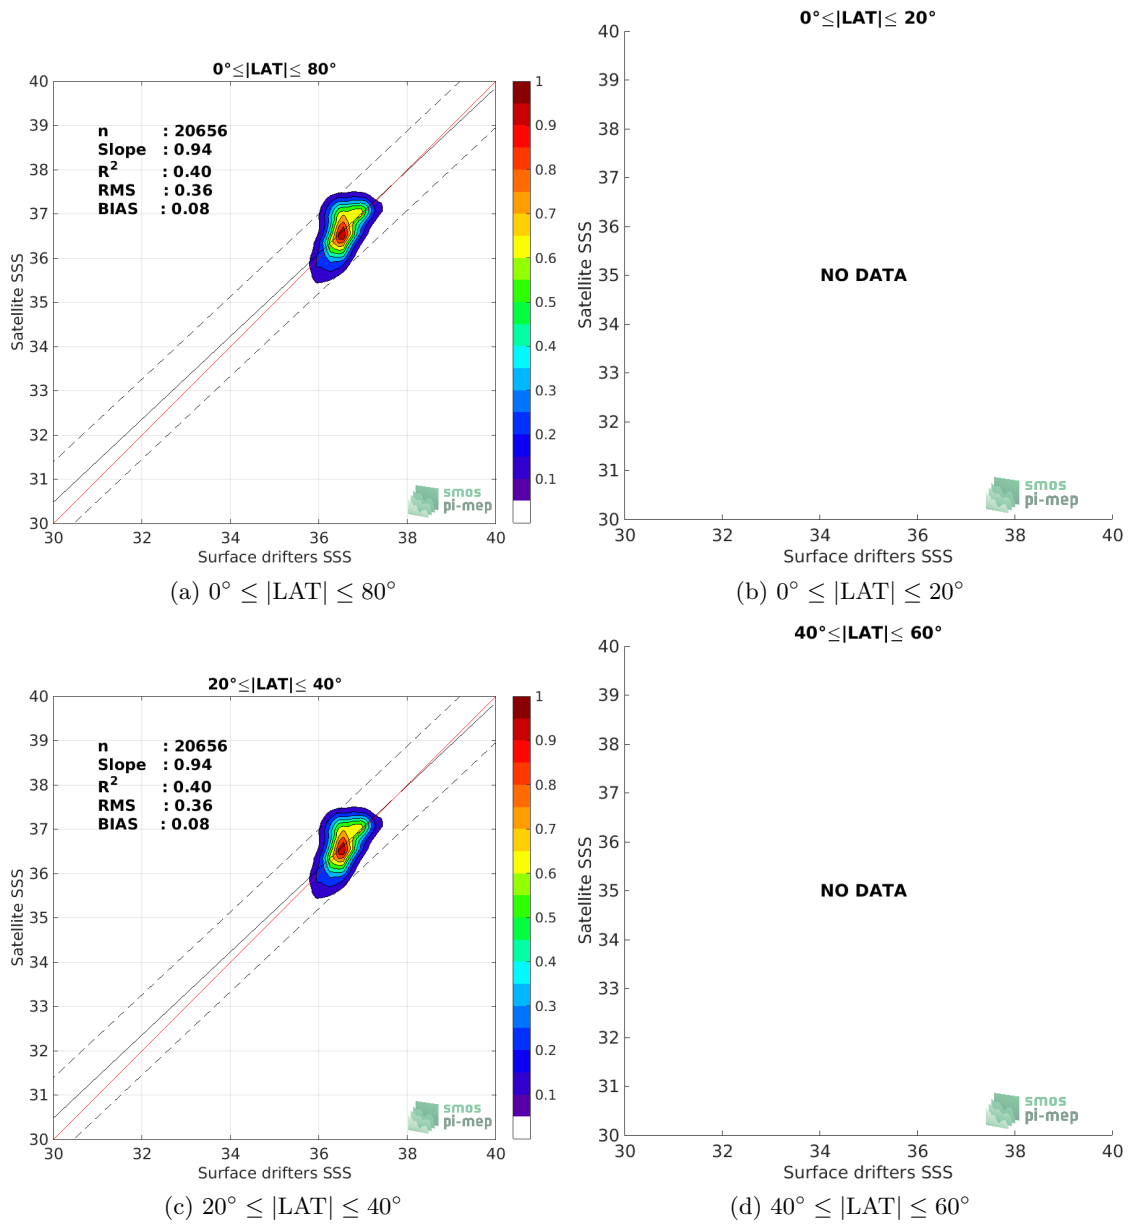 0°≤|LAT|≤ 80°
40
39
38
37
36
35
34
33
32
31
30
Satellite SSS
n : 20656
Slope : 0.94
R² : 0.40
RMS : 0.36
BIAS : 0.08
smos
pi-mep
30 32 34 36 38 40
Surface drifters SSS
1
0.9
0.8
0.7
0.6
0.5
0.4
0.3
0.2
0.1
(a) 0° ≤ |LAT| ≤ 80°
0°≤|LAT|≤ 20°
40
39
38
37
36
35
34
33
32
31
30
Satellite SSS
NO DATA
smos
pi-mep
30 32 34 36 38 40
Surface drifters SSS
(b) 0° ≤ |LAT| ≤ 20°
20°≤|LAT|≤ 40°
40
39
38
37
36
35
34
33
32
31
30
Satellite SSS
n : 20656
Slope : 0.94
R² : 0.40
RMS : 0.36
BIAS : 0.08
smos
pi-mep
30 32 34 36 38 40
Surface drifters SSS
1
0.9
0.8
0.7
0.6
0.5
0.4
0.3
0.2
0.1
(c) 20° ≤ |LAT| ≤ 40°
40°≤|LAT|≤ 60°
40
39
38
37
36
35
34
33
32
31
30
Satellite SSS
NO DATA
smos
pi-mep
30 32 34 36 38 40
Surface drifters SSS
(d) 40° ≤ |LAT| ≤ 60°